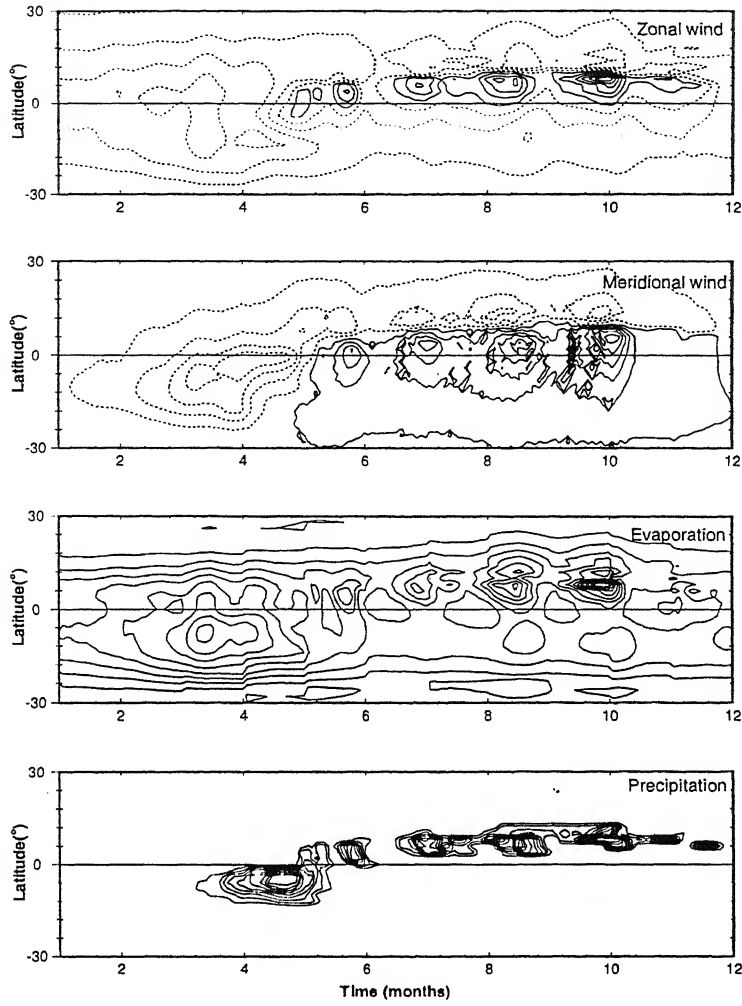 30
Zonal wind
Latitude(°)
0
-30
2 4 6 8 10 12
30
Meridional wind
Latitude(°)
0
-30
2 4 6 8 10 12
30
Evaporation
Latitude(°)
0
-30
2 4 6 8 10 12
30
Precipitation
Latitude(°)
0
-30
2 4 6 8 10 12
Time (months)